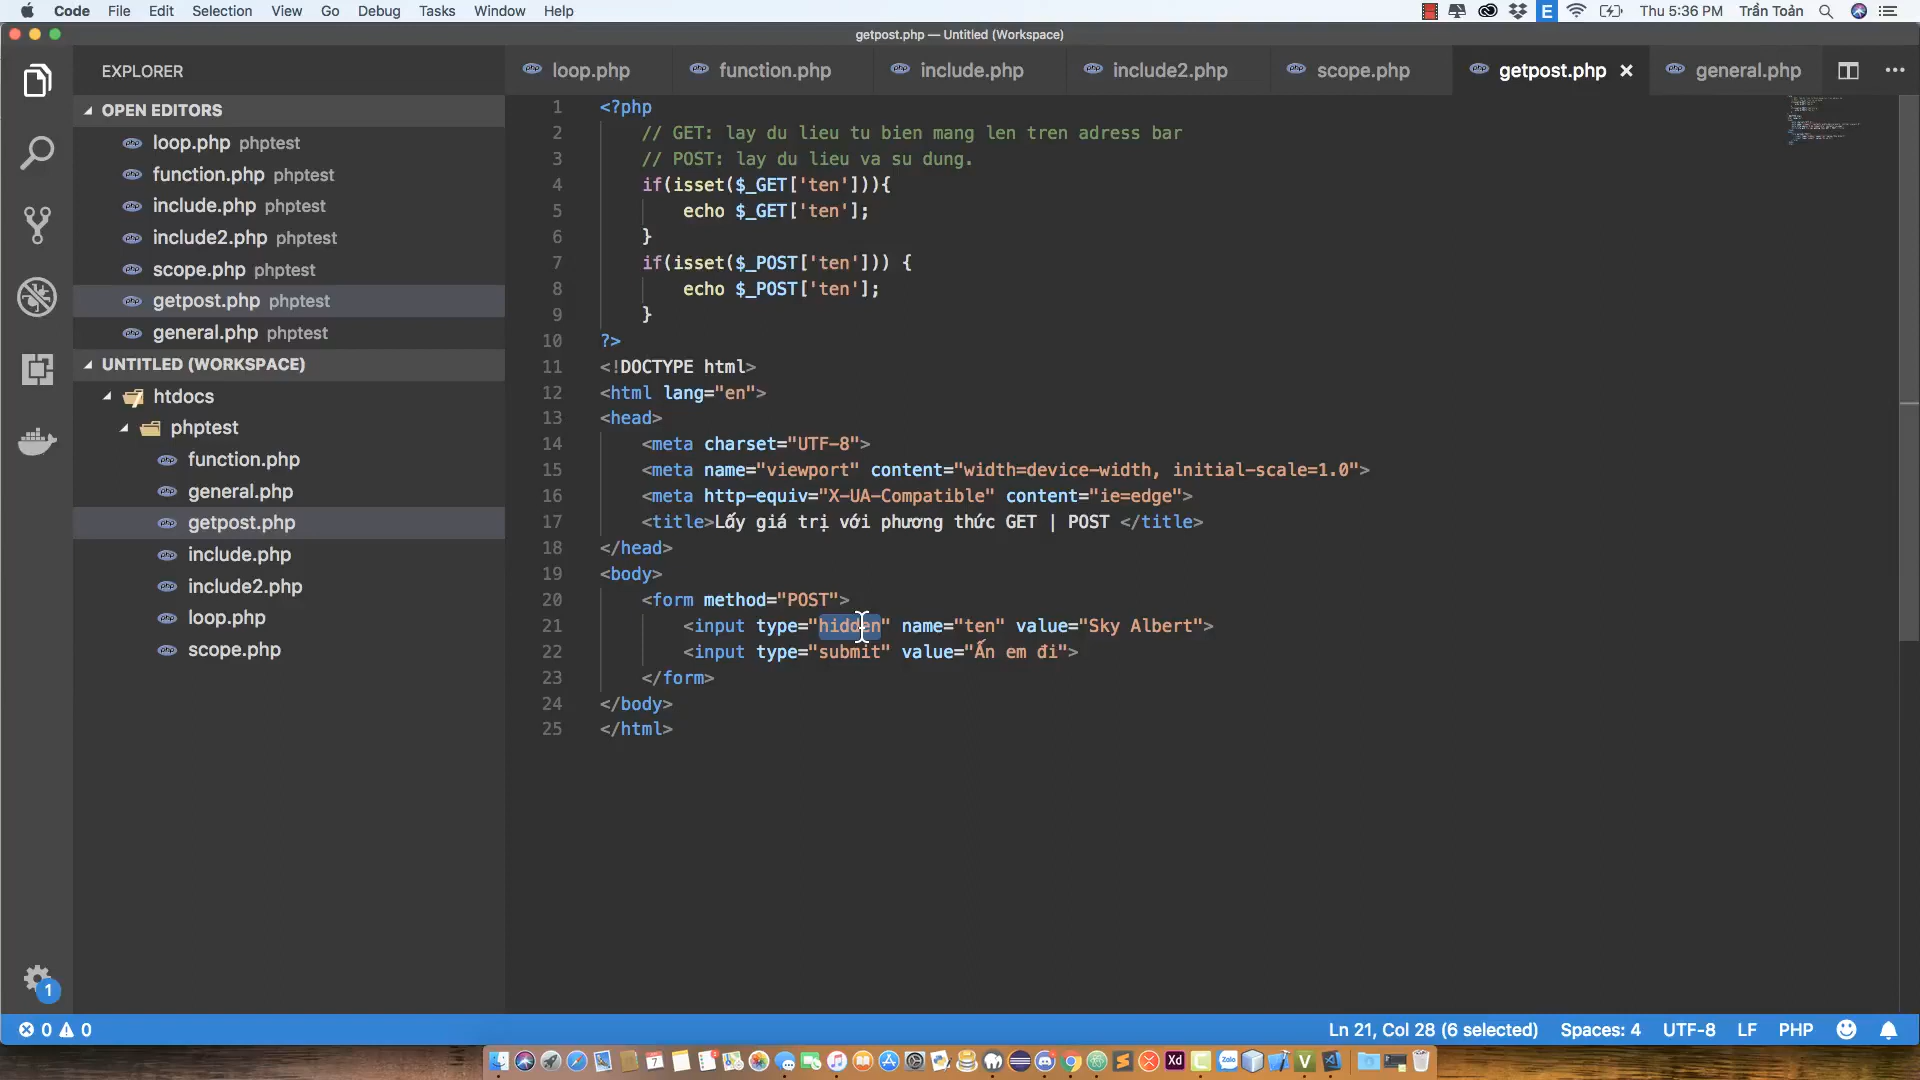 Code File Edit Selection View Go Debug Tasks Window Help
E Thu 5:36 PM Trần Toàn
getpost.php — Untitled (Workspace)
EXPLORER
OPEN EDITORS
loop.php phptest
function.php phptest
include.php phptest
include2.php phptest
scope.php phptest
getpost.php phptest
general.php phptest
UNTITLED (WORKSPACE)
htdocs
phptest
function.php
general.php
getpost.php
include.php
include2.php
loop.php
scope.php
1
loop.php function.php include.php include2.php scope.php getpost.php general.php
1 <?php
2 // GET: lay du lieu tu bien mang len tren adress bar
3 // POST: lay du lieu va su dung.
4 if(isset($_GET['ten'])){
5 echo $_GET['ten'];
6 }
7 if(isset($_POST['ten'])) {
8 echo $_POST['ten'];
9 }
10 ?>
11 <!DOCTYPE html>
12 <html lang="en">
13 <head>
14 <meta charset="UTF-8">
15 <meta name="viewport" content="width=device-width, initial-scale=1.0">
16 <meta http-equiv="X-UA-Compatible" content="ie=edge">
17 <title>Lấy giá trị với phương thức GET | POST </title>
18 </head>
19 <body>
20 <form method="POST">
21 <input type="hidden" name="ten" value="Sky Albert">
22 <input type="submit" value="Ấn em đi">
23 </form>
24 </body>
25 </html>
0 0
Ln 21, Col 28 (6 selected) Spaces: 4 UTF-8 LF PHP
7
Xd
Zalo
V